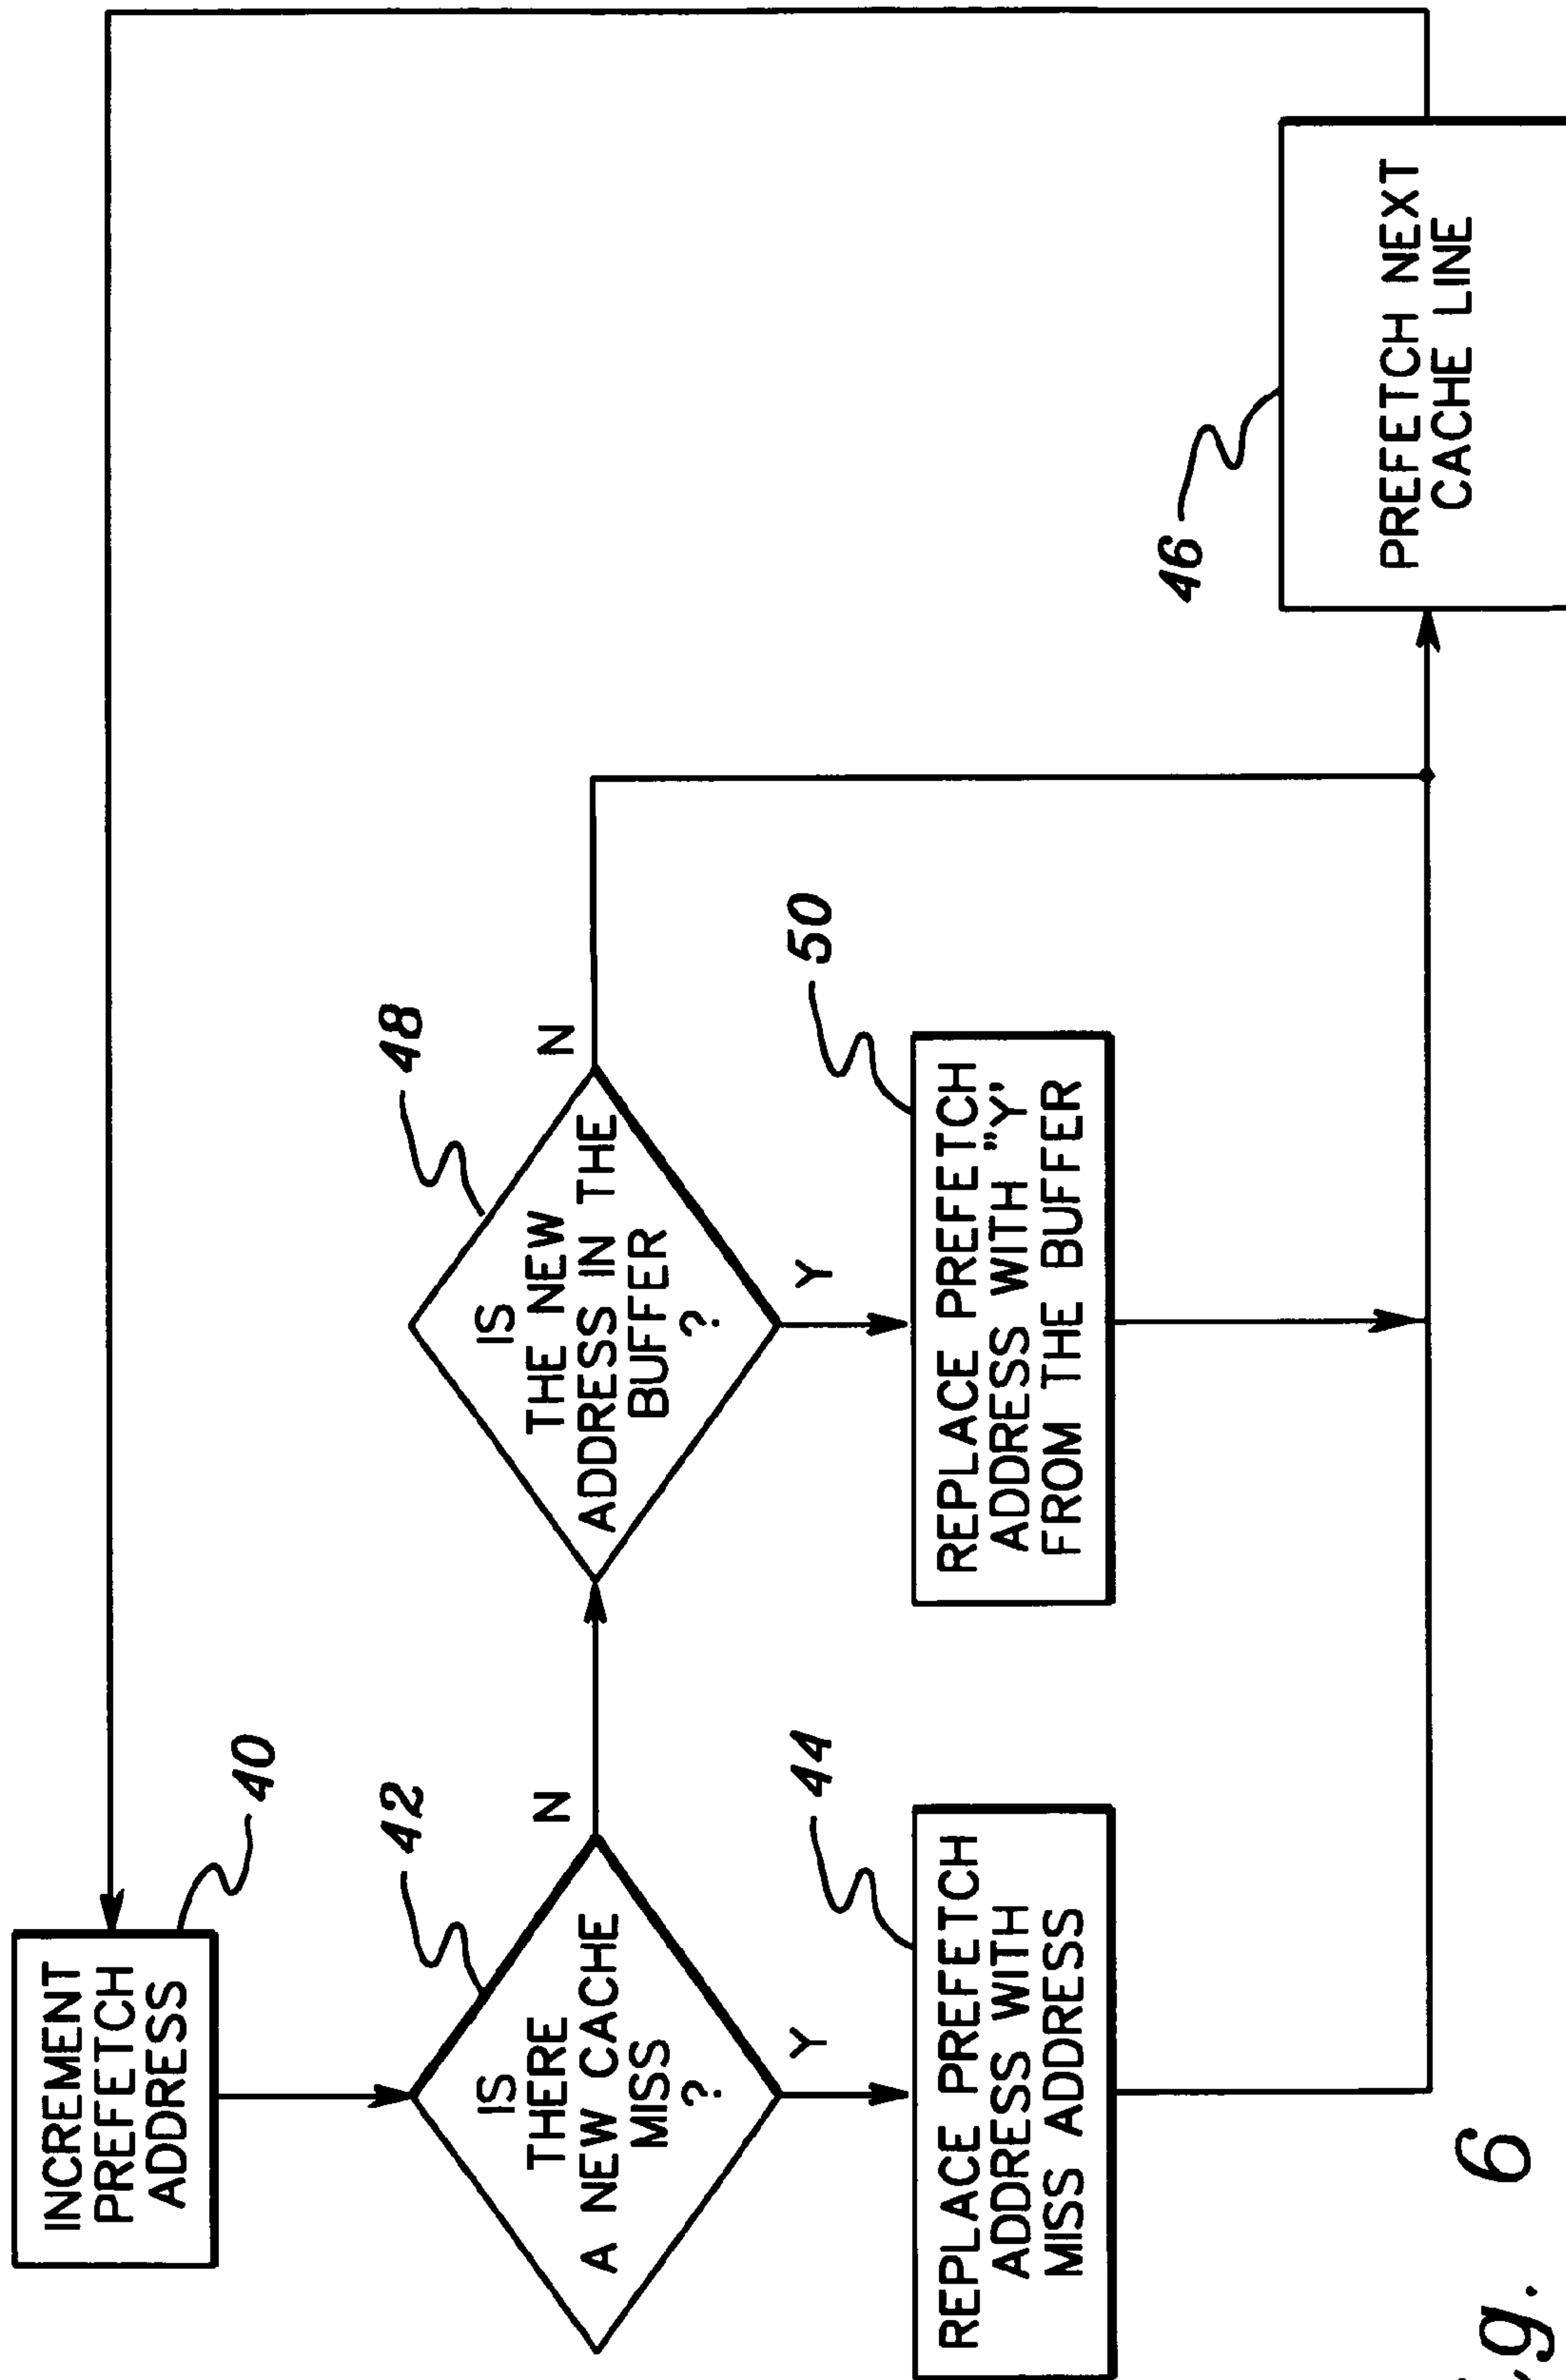 INCREMENT
PREFETCH
ADDRESS
40
IS
THERE
A NEW CACHE
MISS
?
42
N
Y
REPLACE PREFETCH
ADDRESS WITH
MISS ADDRESS
44
IS
THE NEW
ADDRESS IN THE
BUFFER
?
48
N
Y
REPLACE PREFETCH
ADDRESS WITH "Y"
FROM THE BUFFER
50
PREFETCH NEXT
CACHE LINE
46
ig. 6